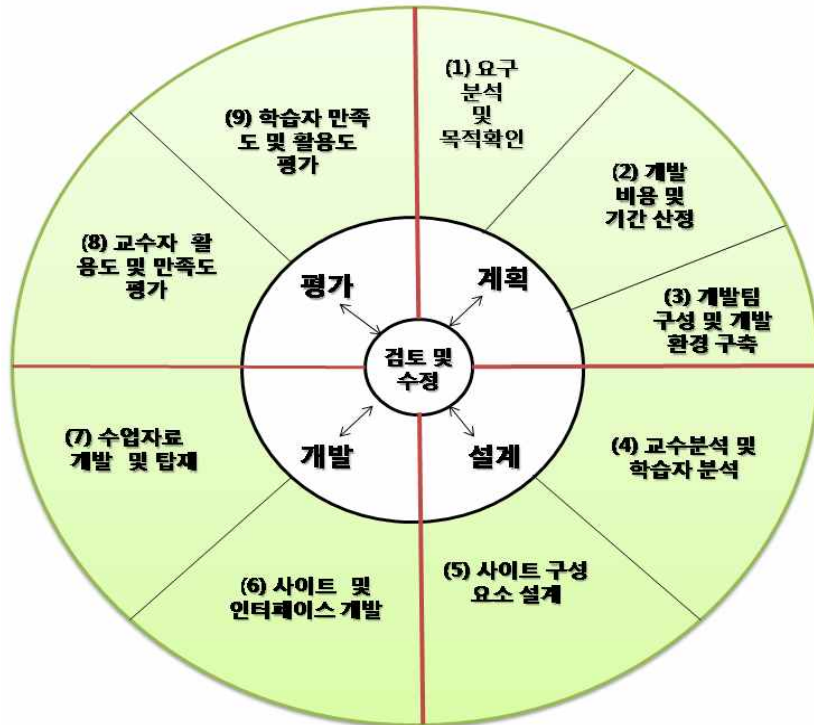 (1) 요구
분석
및
목적확인
(2) 개발
비용 및
기간 산정
(3) 개발팀
구성 및 개발
환경 구축
(4) 교수분석 및
학습자 분석
(5) 사이트 구성
요소 설계
(6) 사이트 및
인터페이스 개발
(7) 수업자료
개발 및 탑재
(8) 교수자 활
용도 및 만족도
평가
(9) 학습자 만족
도 및 활용도
평가
평가
계획
검토 및
수정
개발
설계